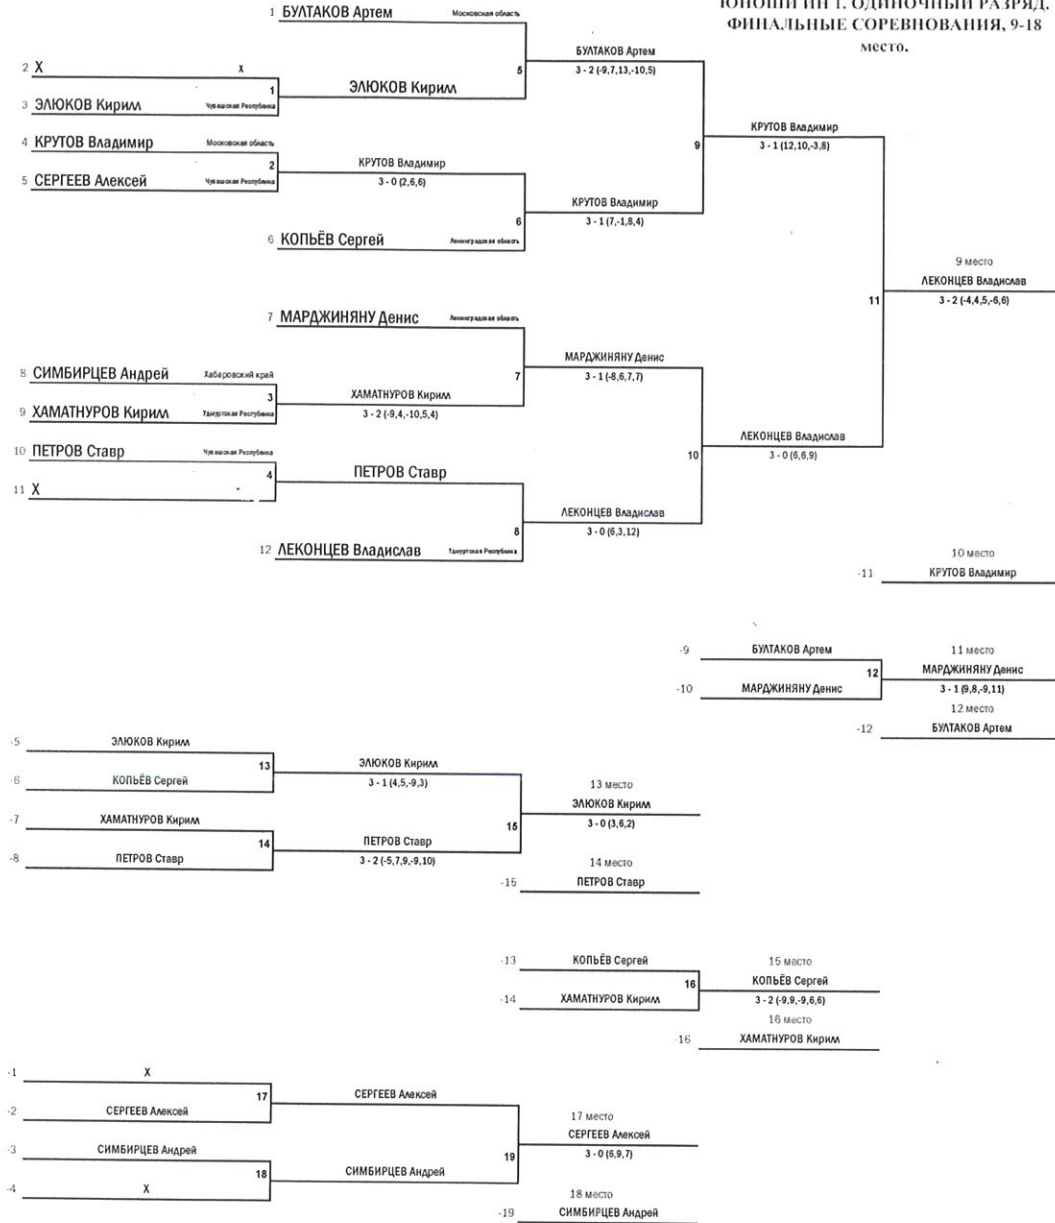 ЮНОШИ ИН 1. ОДИНОЧНЫЙ РАЗРЯД.
ФИНАЛЬНЫЕ СОРЕВНОВАНИЯ, 9-18
место.
1 БУЛТАКОВ Артем Московская область
БУЛТАКОВ Артем
3 - 2 (-9,7,13,-10,5)
2 X X
5
1 ЭЛЮКОВ Кирилл
3 ЭЛЮКОВ Кирилл Чувашская Республика
КРУТОВ Владимир
3 - 1 (12,10,-3,8)
4 КРУТОВ Владимир Московская область
9
2 КРУТОВ Владимир
3 - 0 (2,6,6)
5 СЕРГЕЕВ Алексей Чувашская Республика
КРУТОВ Владимир
3 - 1 (7,-1,8,4)
6
6 КОПЬЁВ Сергей Ленинградская область
9 место
ЛЕКОНЦЕВ Владислав
3 - 2 (-4,4,5,-6,6)
11
7 МАРДЖИНЯНУ Денис Ленинградская область
МАРДЖИНЯНУ Денис
3 - 1 (-8,6,7,7)
8 СИМБИРЦЕВ Андрей Хабаровский край
7
3 ХАМАТНУРОВ Кирилл
3 - 2 (-9,4,-10,5,4)
9 ХАМАТНУРОВ Кирилл Удмуртская Республика
ЛЕКОНЦЕВ Владислав
3 - 0 (6,6,9)
10 ПЕТРОВ Ставр Чувашская Республика
10
4 ПЕТРОВ Ставр
11 X
ЛЕКОНЦЕВ Владислав
3 - 0 (6,3,12)
8
12 ЛЕКОНЦЕВ Владислав Удмуртская Республика
10 место
-11 КРУТОВ Владимир
-9 БУЛТАКОВ Артем
11 место
12 МАРДЖИНЯНУ Денис
3 - 1 (9,8,-9,11)
-10 МАРДЖИНЯНУ Денис
12 место
-12 БУЛТАКОВ Артем
-5 ЭЛЮКОВ Кирилл
13 ЭЛЮКОВ Кирилл
3 - 1 (4,5,-9,3)
-6 КОПЬЁВ Сергей
13 место
ЭЛЮКОВ Кирилл
3 - 0 (3,6,2)
-7 ХАМАТНУРОВ Кирилл
15
14 ПЕТРОВ Ставр
3 - 2 (-5,7,9,-9,10)
-8 ПЕТРОВ Ставр
14 место
-15 ПЕТРОВ Ставр
-13 КОПЬЁВ Сергей
15 место
16 КОПЬЁВ Сергей
3 - 2 (-9,9,-9,6,6)
-14 ХАМАТНУРОВ Кирилл
16 место
-16 ХАМАТНУРОВ Кирилл
-1 X
17 СЕРГЕЕВ Алексей
-2 СЕРГЕЕВ Алексей
17 место
СЕРГЕЕВ Алексей
3 - 0 (6,9,7)
-3 СИМБИРЦЕВ Андрей
19
18 СИМБИРЦЕВ Андрей
-4 X
18 место
-19 СИМБИРЦЕВ Андрей